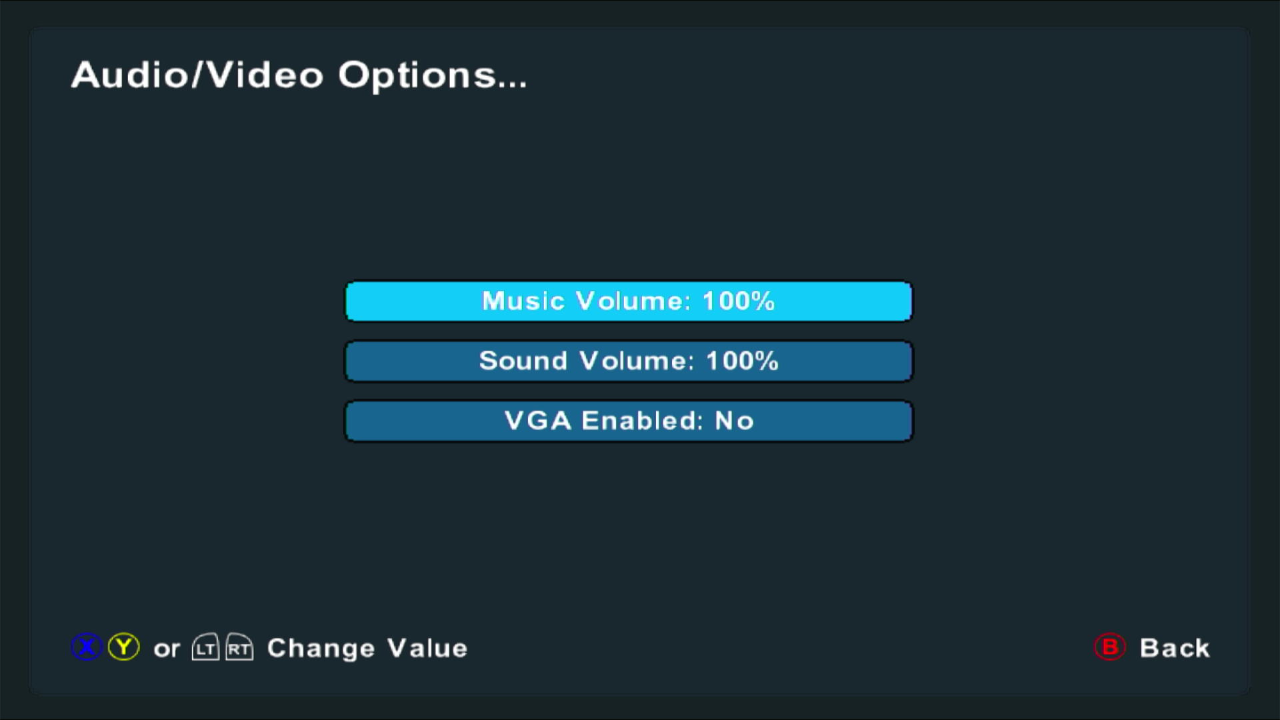 Audio/Video Options...
Music Volume: 100%
Sound Volume: 100%
VGA Enabled: No
X Y or LT RT Change Value
B Back